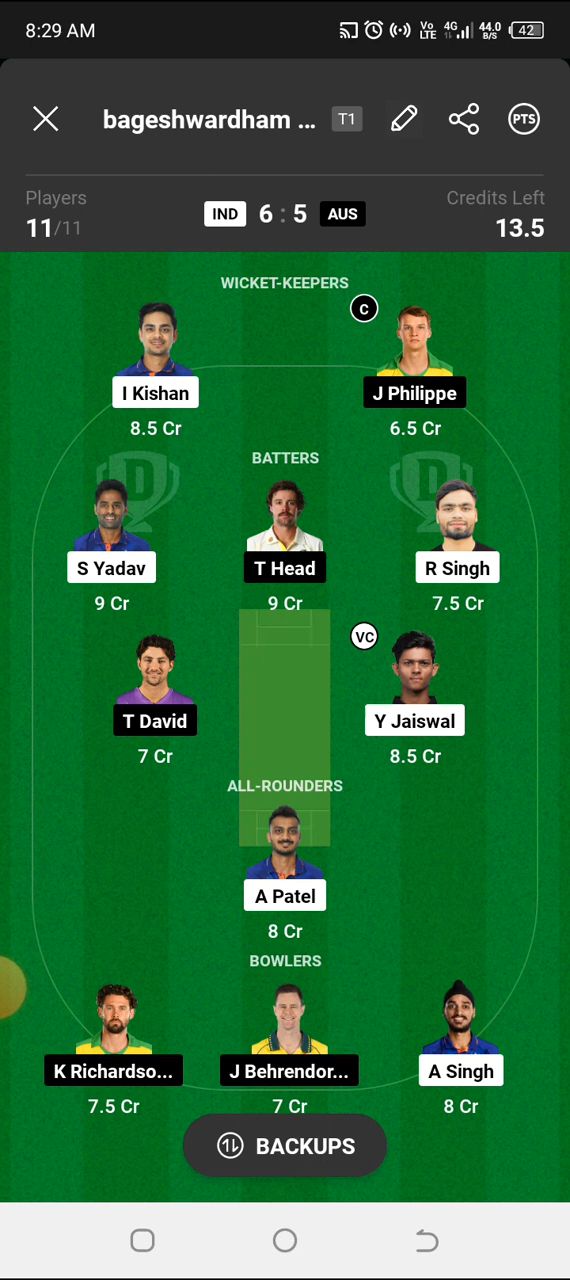 8:29 AM
Vo LTE 4G 44.0 B/S 42
bageshwardham ... T1 PTS
Players
Credits Left
11/11
IND 6 : 5 AUS
13.5
WICKET-KEEPERS
C
I Kishan
J Philippe
8.5 Cr
6.5 Cr
BATTERS
D
D
S Yadav
T Head
R Singh
9 Cr
9 Cr
7.5 Cr
VC
T David
Y Jaiswal
7 Cr
8.5 Cr
ALL-ROUNDERS
A Patel
8 Cr
BOWLERS
K Richardso...
J Behrendor...
A Singh
7.5 Cr
7 Cr
8 Cr
BACKUPS